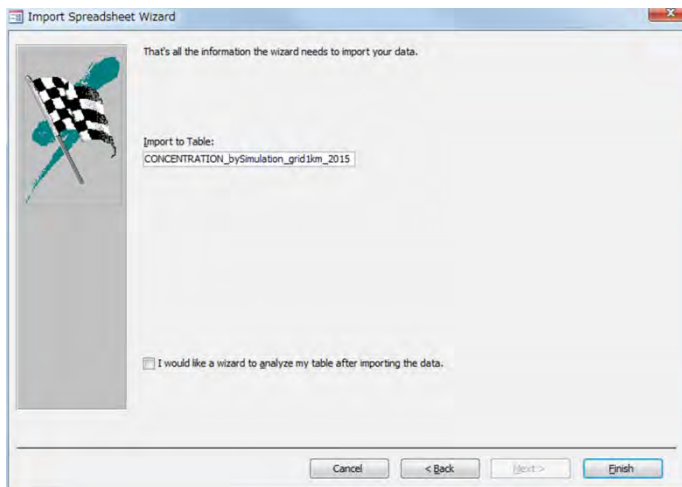 Import Spreadsheet Wizard
That's all the information the wizard needs to import your data.
Import to Table:
CONCENTRATION_bySimulation_grid1km_2015
I would like a wizard to analyze my table after importing the data.
Cancel
< Back
Next >
Finish